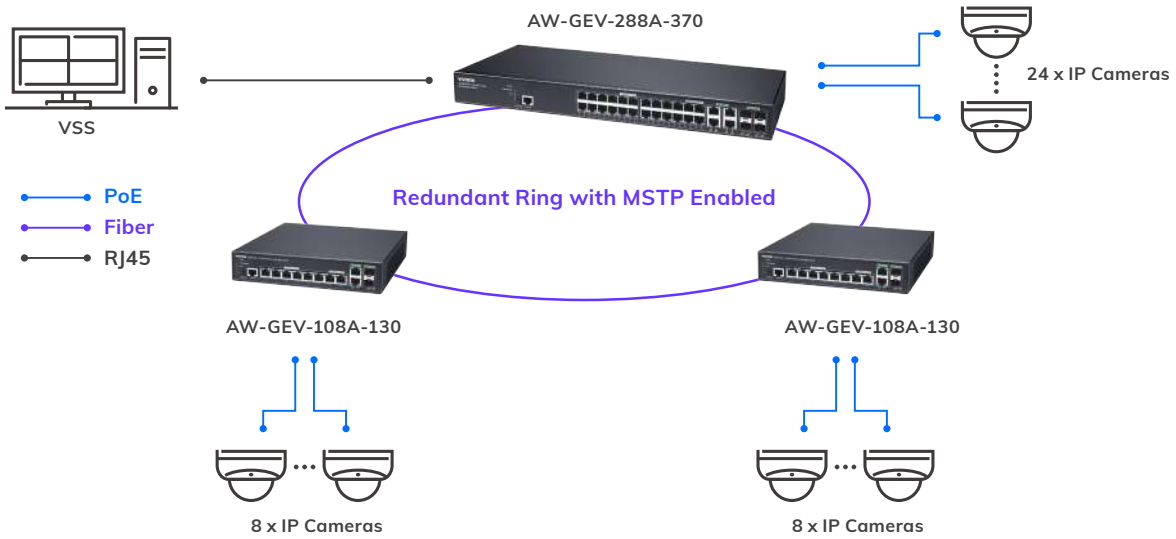 AW-GEV-288A-370
24 x IP Cameras
VSS
PoE
Fiber
RJ45
Redundant Ring with MSTP Enabled
AW-GEV-108A-130
AW-GEV-108A-130
8 x IP Cameras
8 x IP Cameras